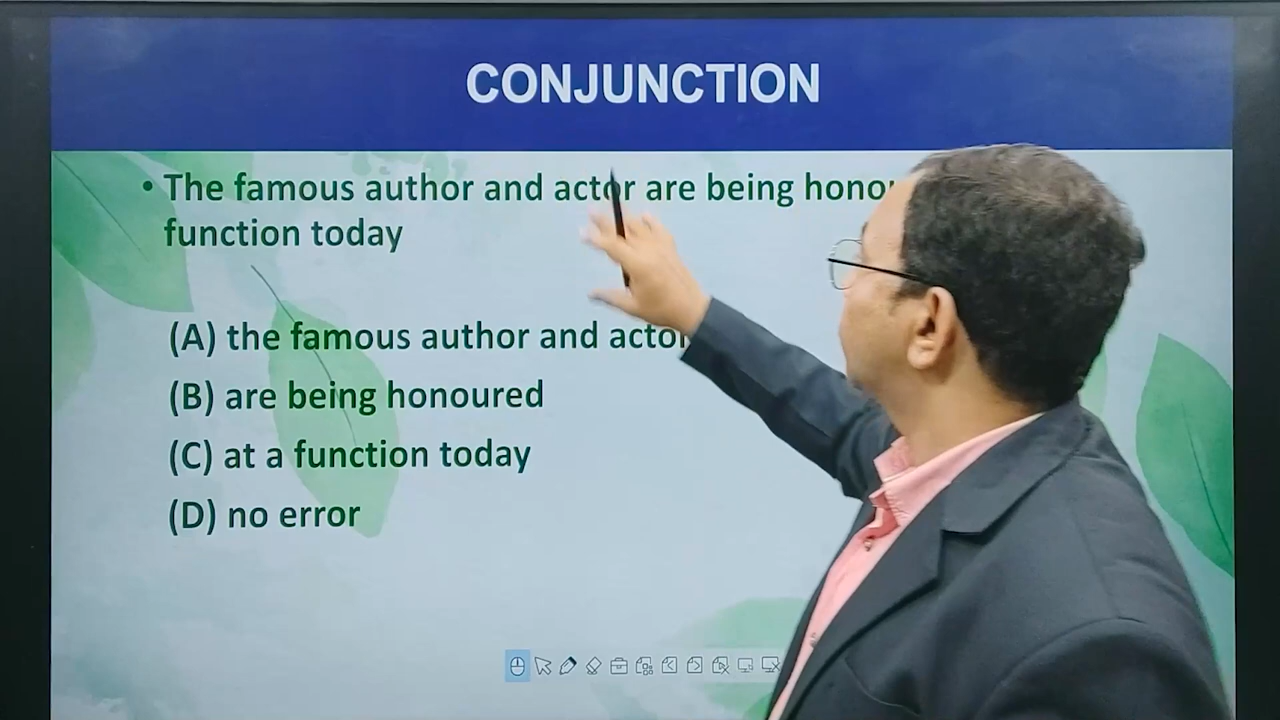 CONJUNCTION
• The famous author and actor are being
function today
(A) the famous author and actor
(B) are being honoured
(C) at a function today
(D) no error